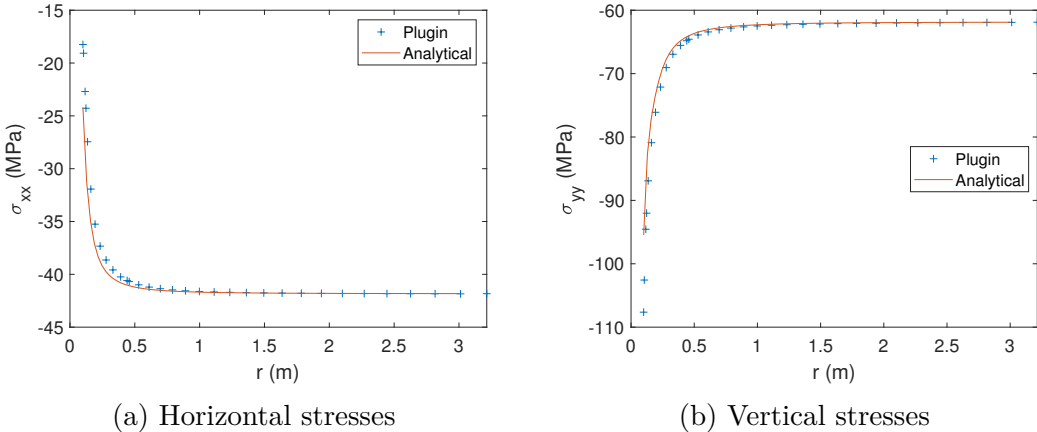 -15
-20
-25
-30
-35
-40
-45
σxx (MPa)
Plugin
Analytical
0 0.5 1 1.5 2 2.5 3
r (m)
(a) Horizontal stresses
-60
-70
-80
-90
-100
-110
σyy (MPa)
Plugin
Analytical
0 0.5 1 1.5 2 2.5 3
r (m)
(b) Vertical stresses